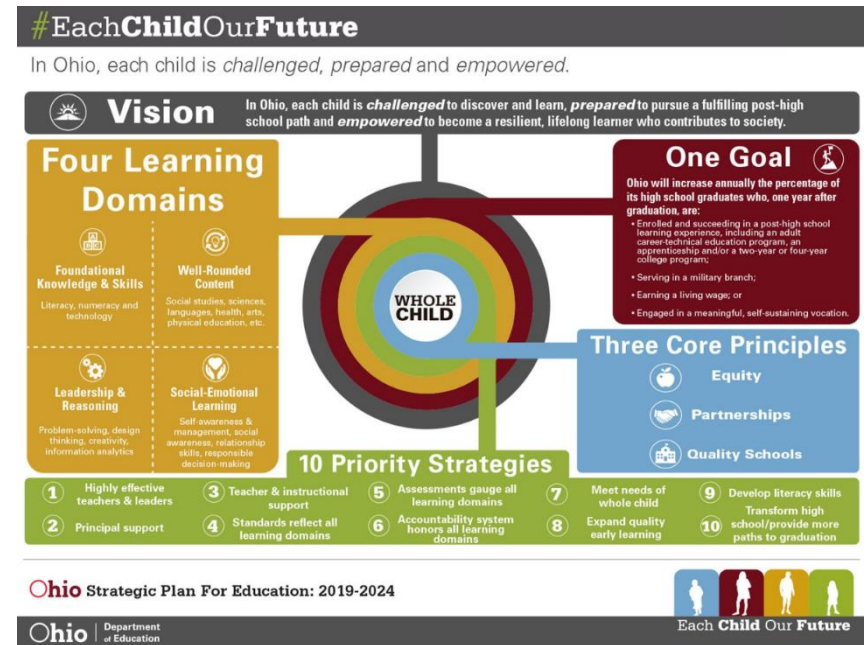 #EachChildOurFuture
In Ohio, each child is challenged, prepared and empowered.
Vision
In Ohio, each child is challenged to discover and learn, prepared to pursue a fulfilling post-high
school path and empowered to become a resilient, lifelong learner who contributes to society.
Four Learning
Domains
Foundational
Knowledge & Skills
Literacy, numeracy and
technology
Well-Rounded
Content
Social studies, sciences,
languages, health, arts,
physical education, etc.
Leadership &
Reasoning
Problem-solving, design
thinking, creativity,
information analytics
Social-Emotional
Learning
Self-awareness &
management, social
awareness, relationship
skills, responsible
decision-making
WHOLE
CHILD
One Goal
Ohio will increase annually the percentage of
its high school graduates who, one year after
graduation, are:
• Enrolled and succeeding in a post-high school
learning experience, including an adult
career-technical education program, an
apprenticeship and/or a two-year or four-year
college program;
• Serving in a military branch;
• Earning a living wage; or
• Engaged in a meaningful, self-sustaining vocation.
Three Core Principles
Equity
Partnerships
Quality Schools
10 Priority Strategies
1 Highly effective
teachers & leaders
2 Principal support
3 Teacher & instructional
support
4 Standards reflect all
learning domains
5 Assessments gauge all
learning domains
6 Accountability system
honors all learning
domains
7 Meet needs of
whole child
8 Expand quality
early learning
9 Develop literacy skills
10 Transform high
school/provide more
paths to graduation
Ohio Strategic Plan For Education: 2019-2024
Each Child Our Future
Ohio | Department
of Education